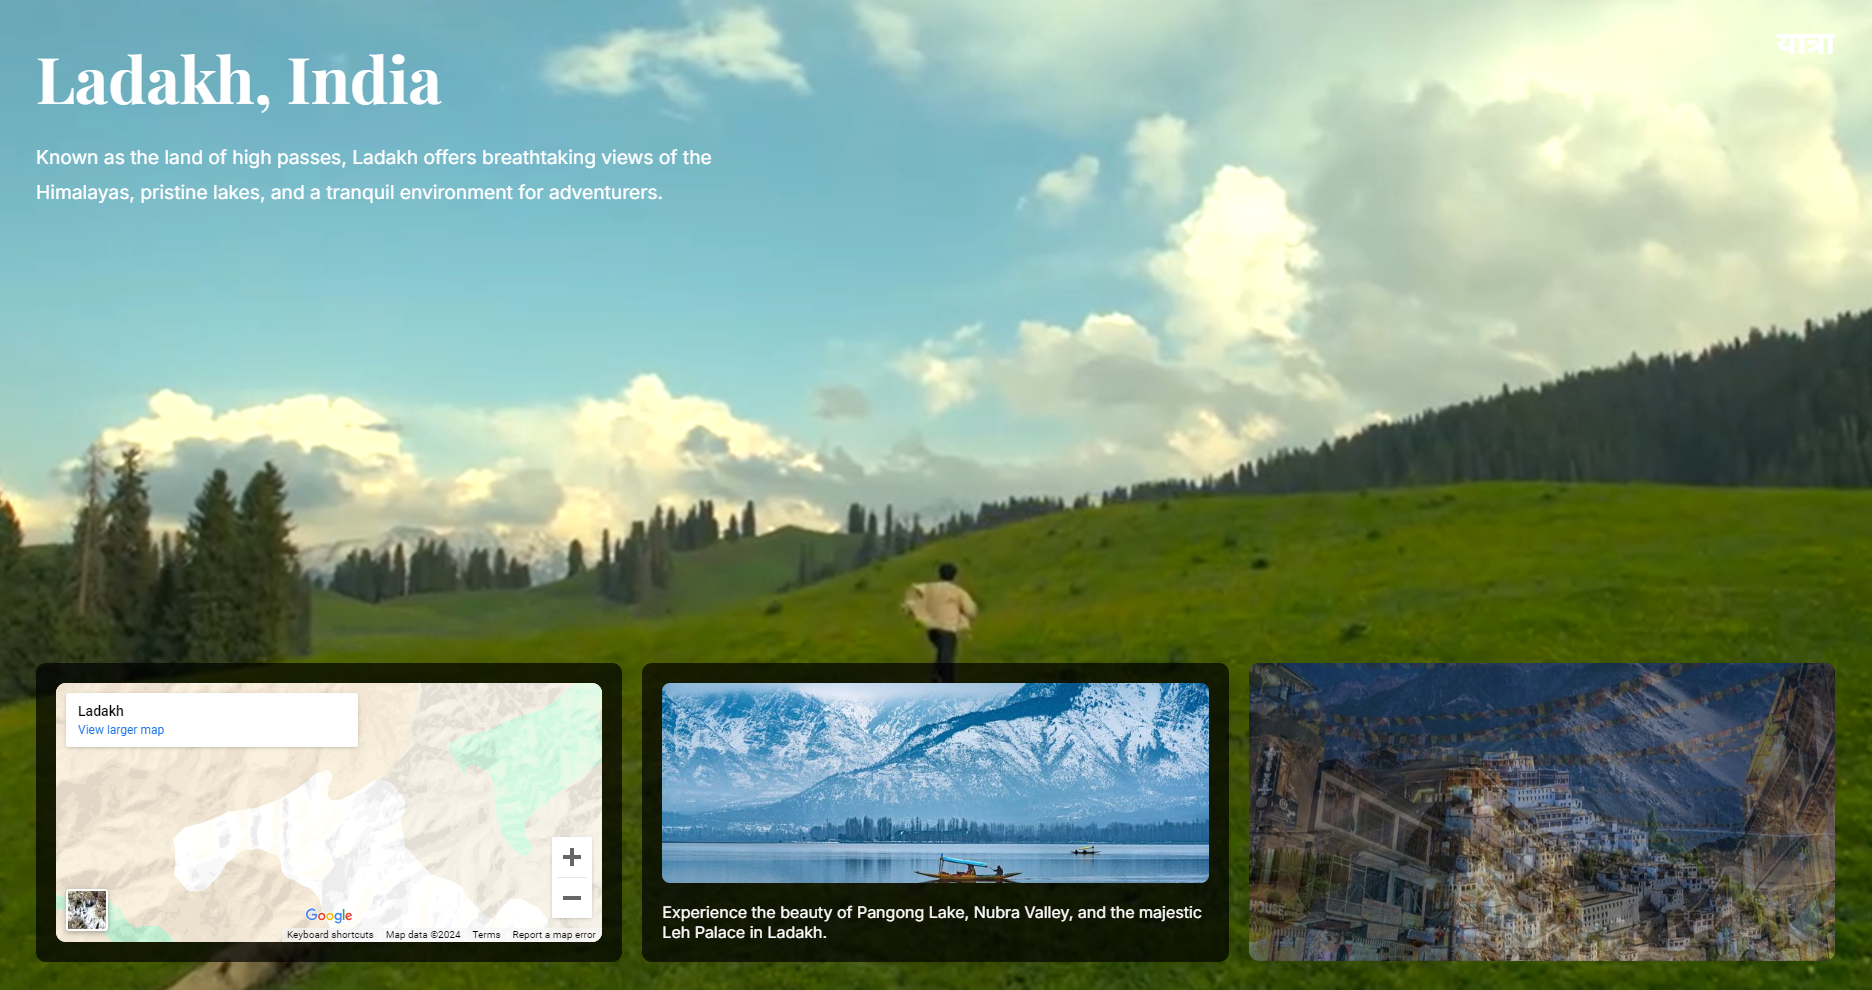 Ladakh, India
यात्रा
Known as the land of high passes, Ladakh offers breathtaking views of the
Himalayas, pristine lakes, and a tranquil environment for adventurers.
Ladakh
View larger map
Google
Keyboard shortcuts Map data ©2024 Terms Report a map error
Experience the beauty of Pangong Lake, Nubra Valley, and the majestic
Leh Palace in Ladakh.
HOUSE